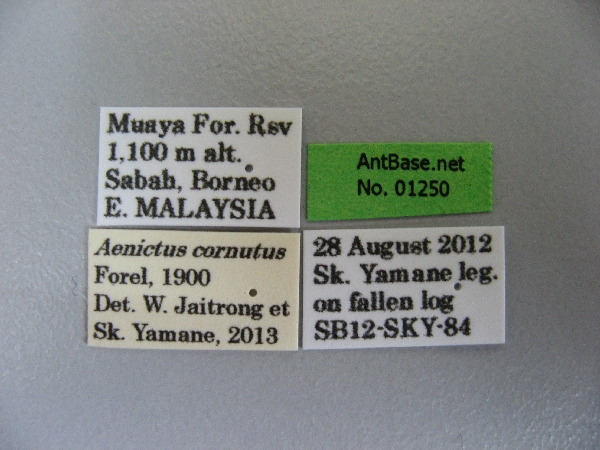 Muaya For. Rsv
1,100 m alt.
Sabah, Borneo
E. MALAYSIA
AntBase.net
No. 01250
Aenictus cornutus
Forel, 1900
Det. W. Jaitrong et
Sk. Yamane, 2013
28 August 2012
Sk. Yamane leg.
on fallen log
SB12-SKY-84